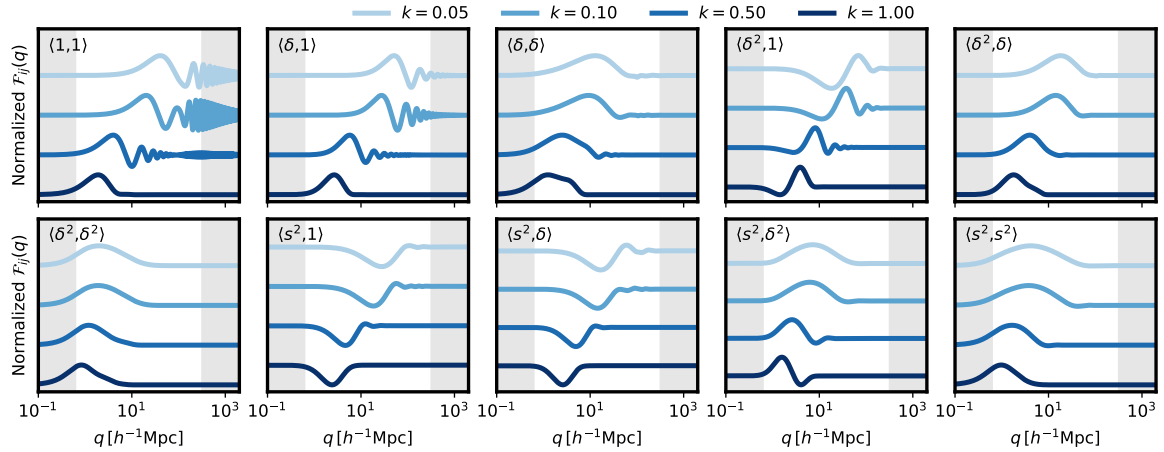 k = 0.05 k = 0.10 k = 0.50 k = 1.00
Normalized ℱij(q)
⟨1,1⟩
⟨δ,1⟩
⟨δ,δ⟩
⟨δ²,1⟩
⟨δ²,δ⟩
Normalized ℱij(q)
⟨δ²,δ²⟩
⟨s²,1⟩
⟨s²,δ⟩
⟨s²,δ²⟩
⟨s²,s²⟩
10⁻¹ 10¹ 10³ 10⁻¹ 10¹ 10³ 10⁻¹ 10¹ 10³ 10⁻¹ 10¹ 10³ 10⁻¹ 10¹ 10³
q [h⁻¹Mpc] q [h⁻¹Mpc] q [h⁻¹Mpc] q [h⁻¹Mpc] q [h⁻¹Mpc]